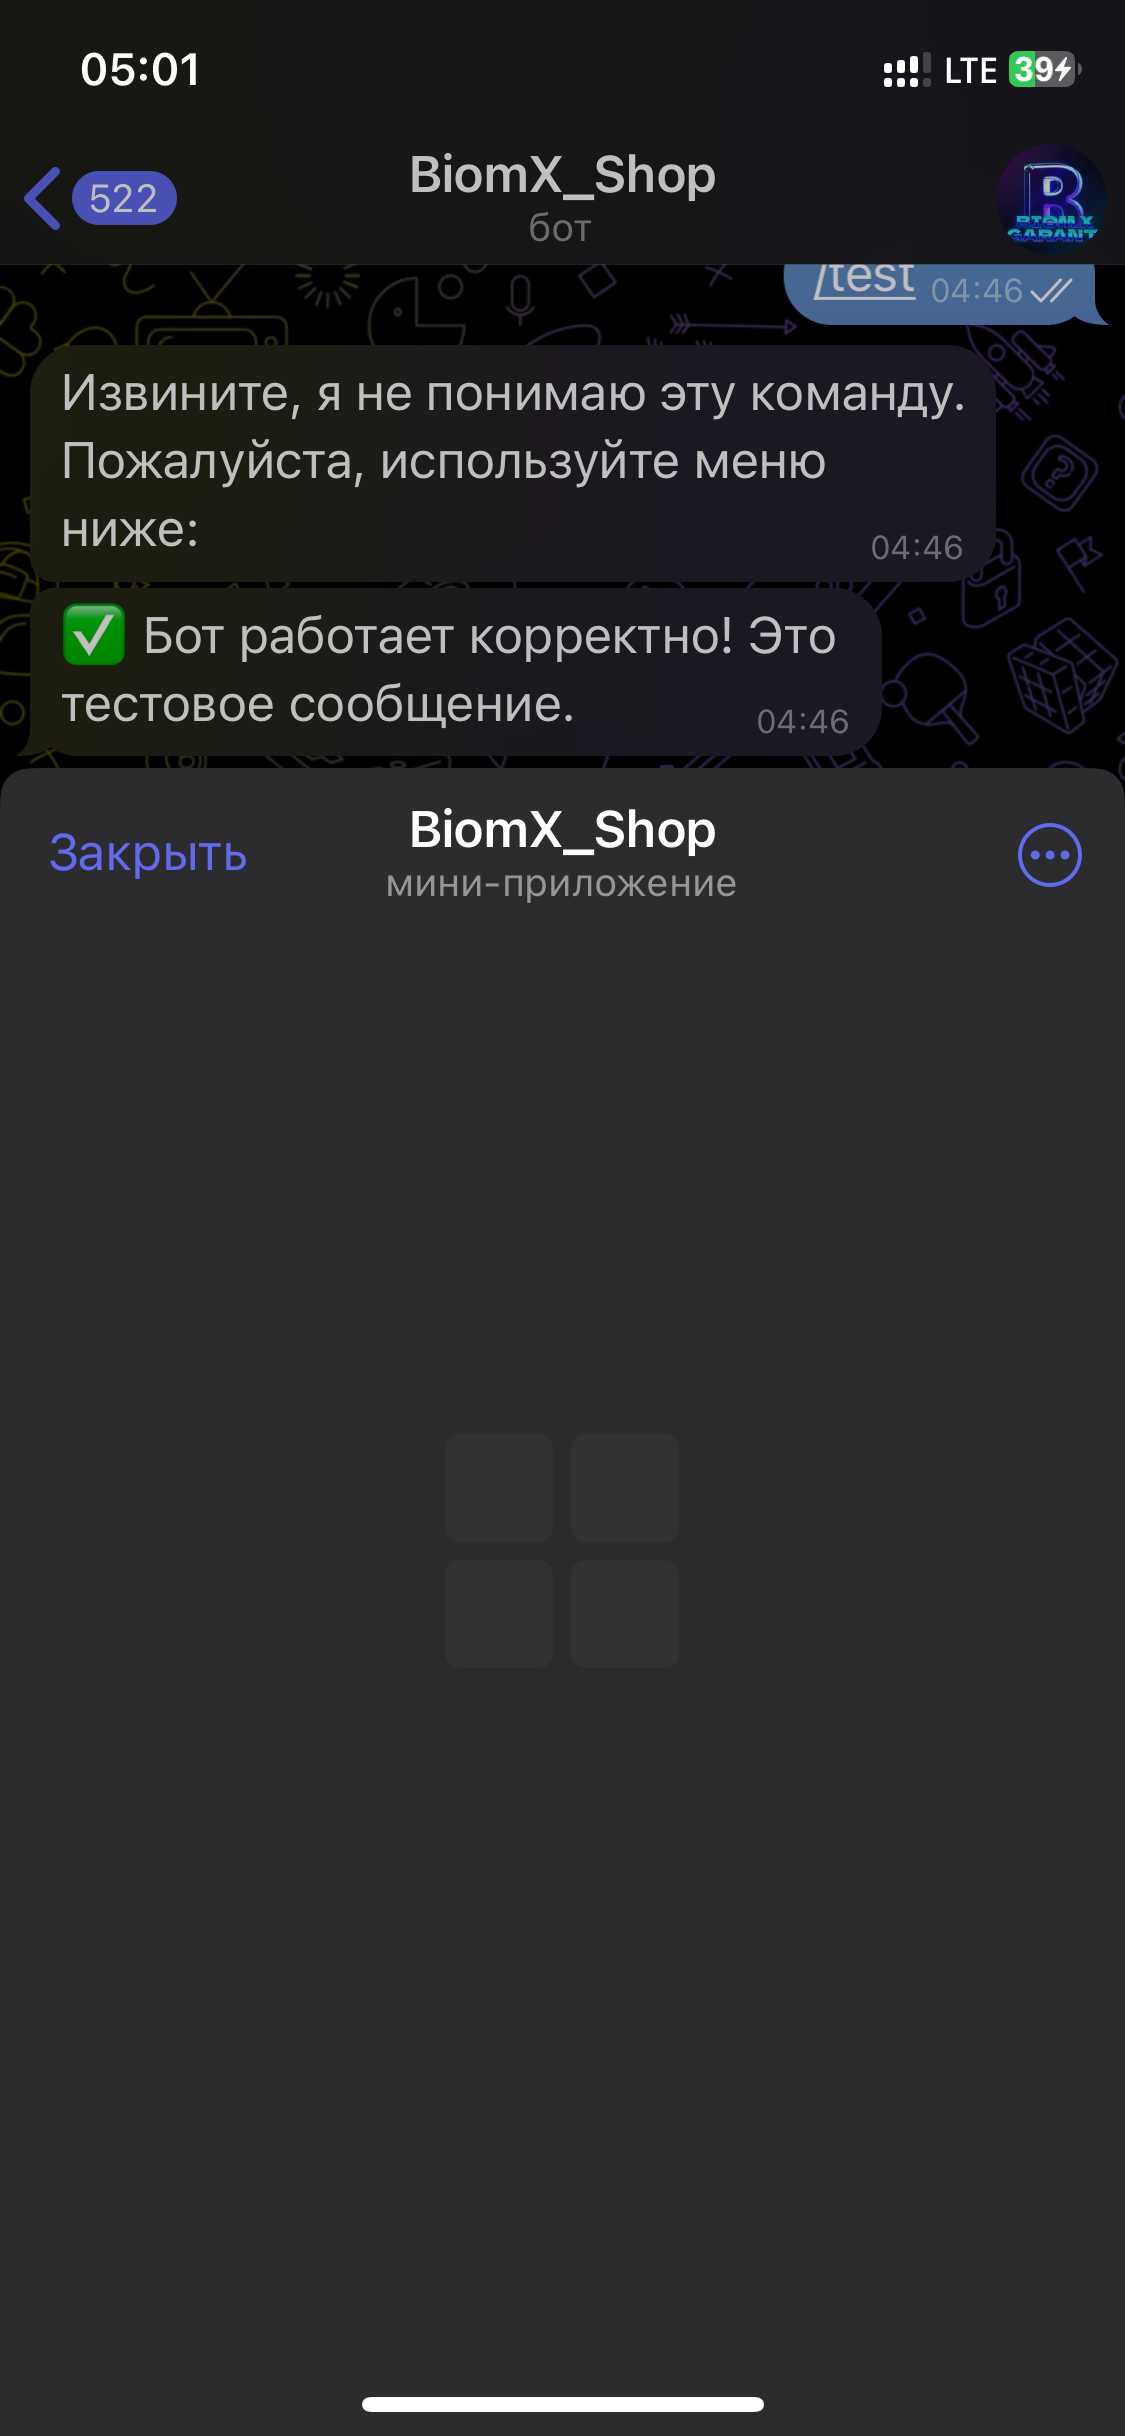 05:01
LTE 39
522
BiomX_Shop
бот
BIOM X
GARANT
/test 04:46
Извините, я не понимаю эту команду.
Пожалуйста, используйте меню
ниже:
04:46
✅ Бот работает корректно! Это
тестовое сообщение.
04:46
Закрыть
BiomX_Shop
мини-приложение